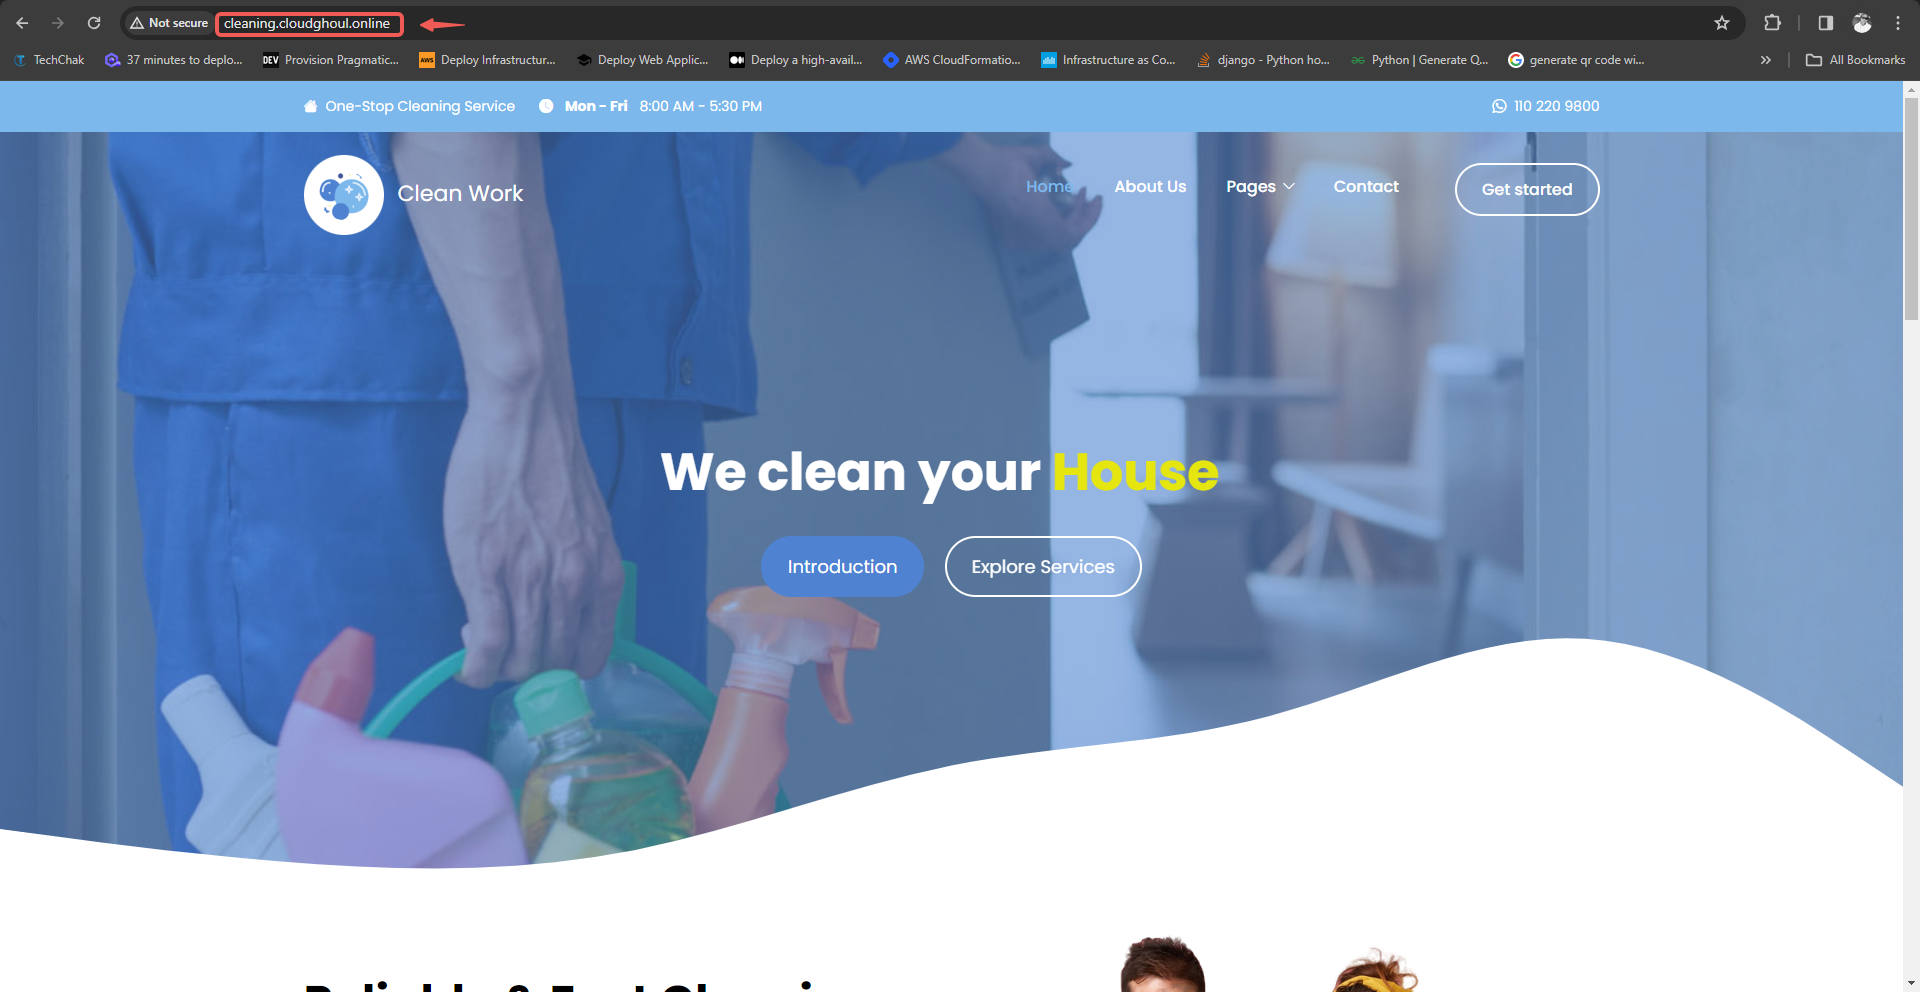 Not secure cleaning.cloudghoul.online
TechChak 37 minutes to deplo... DEV Provision Pragmatic... aws Deploy Infrastructur... Deploy Web Applic... Deploy a high-avail... AWS CloudFormatio... Infrastructure as Co... django - Python ho... Python | Generate Q... generate qr code wi... » All Bookmarks
One-Stop Cleaning Service Mon - Fri 8:00 AM - 5:30 PM 110 220 9800
Clean Work Home About Us Pages Contact Get started
We clean your House
Introduction Explore Services